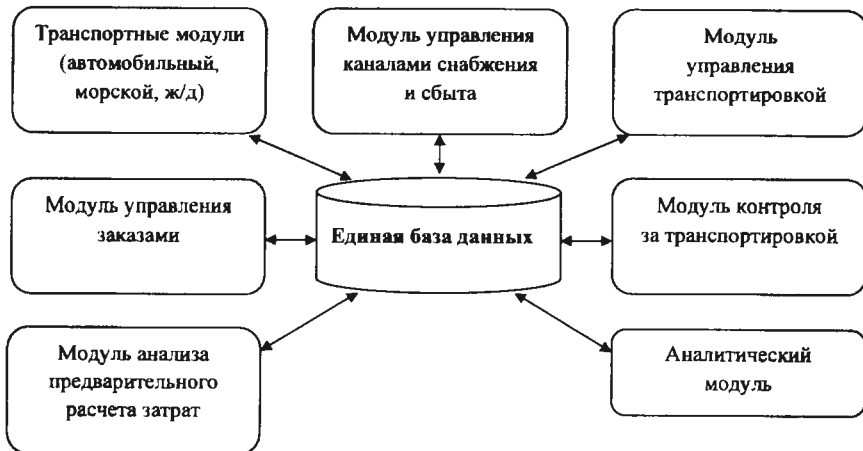 Транспортные модули
(автомобильный,
морской, ж/д)
Модуль управления
каналами снабжения
и сбыта
Модуль
управления
транспортировкой
Модуль управления
заказами
Единая база данных
Модуль контроля
за транспортировкой
Модуль анализа
предварительного
расчета затрат
Аналитический
модуль